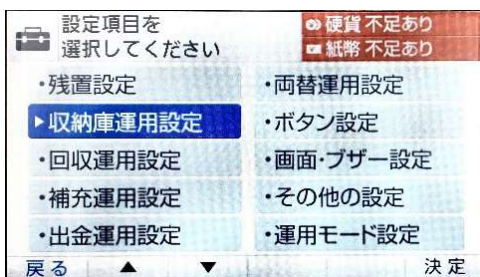 設定項目を
選択してください
硬貨 不足あり
紙幣 不足あり
・残置設定
▶収納庫運用設定
・回収運用設定
・補充運用設定
・出金運用設定
・両替運用設定
・ボタン設定
・画面・ブザー設定
・その他の設定
・運用モード設定
戻る ▲ ▼ 決定